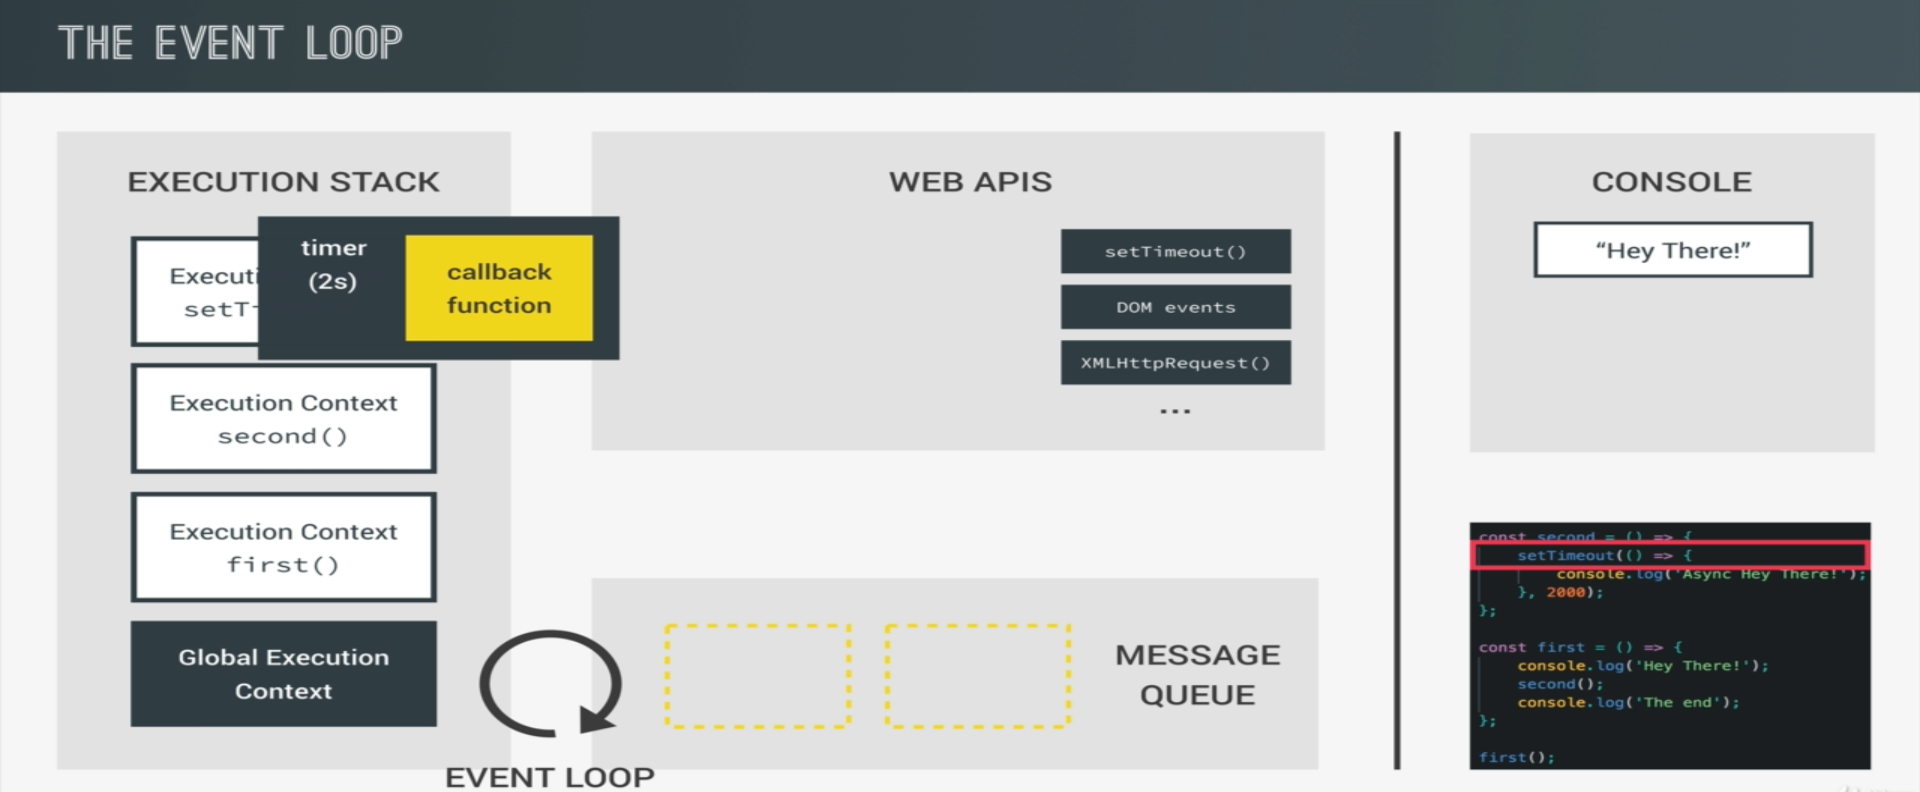 THE EVENT LOOP
EXECUTION STACK
timer
(2s)
callback
function
Execution Context
second()
Execution Context
first()
Global Execution
Context
EVENT LOOP
WEB APIS
setTimeout()
DOM events
XMLHttpRequest()
...
MESSAGE
QUEUE
CONSOLE
“Hey There!”
const second = () => {
setTimeout(() => {
console.log('Async Hey There!');
}, 2000);
};
const first = () => {
console.log('Hey There!');
second();
console.log('The end');
};
first();